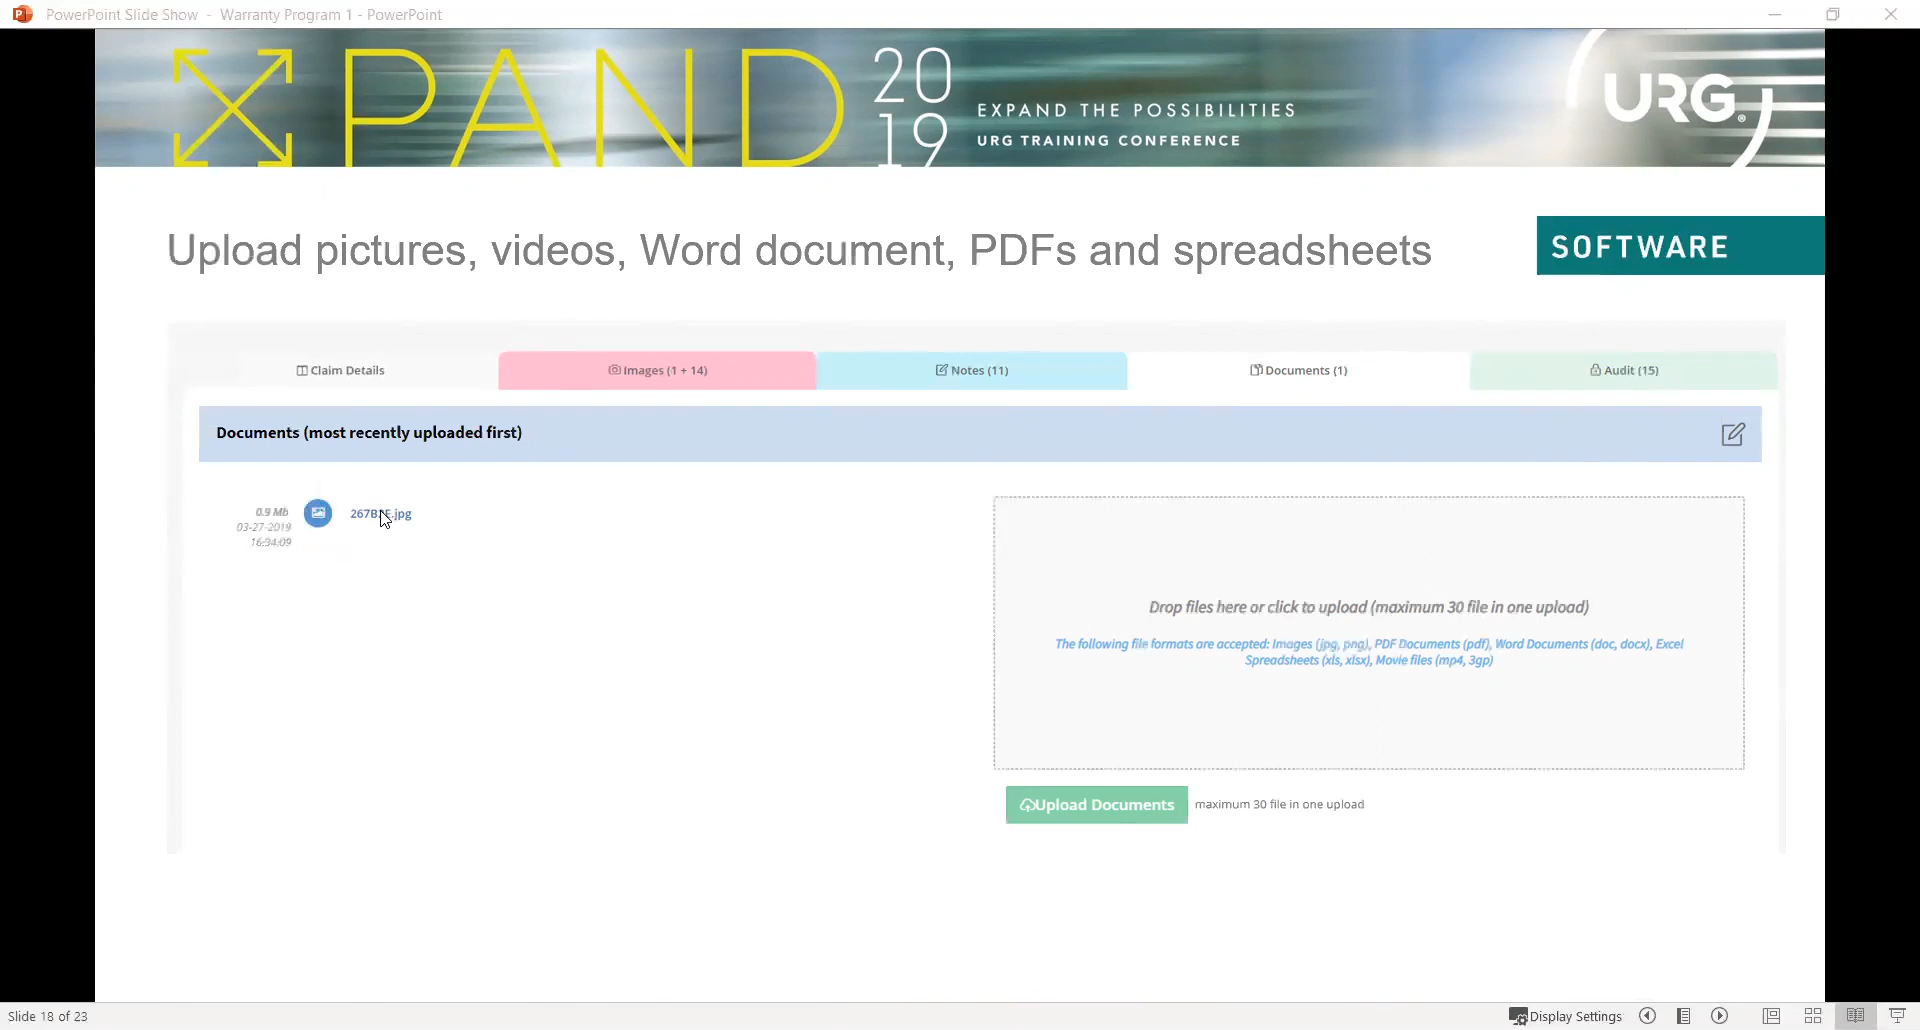 PowerPoint Slide Show - Warranty Program 1 - PowerPoint
XPAND 2019
EXPAND THE POSSIBILITIES
URG TRAINING CONFERENCE
URG®
Upload pictures, videos, Word document, PDFs and spreadsheets
SOFTWARE
Claim Details
Images (1 + 14)
Notes (11)
Documents (1)
Audit (15)
Documents (most recently uploaded first)
0.9 Mb
03-27-2019
16:34:09
Drop files here or click to upload (maximum 30 file in one upload)
The following file formats are accepted: Images (jpg, png), PDF Documents (pdf), Word Documents (doc, docx), Excel
Spreadsheets (xls, xlsx), Movie files (mp4, 3gp)
Upload Documents
maximum 30 file in one upload
Slide 18 of 23
Display Settings